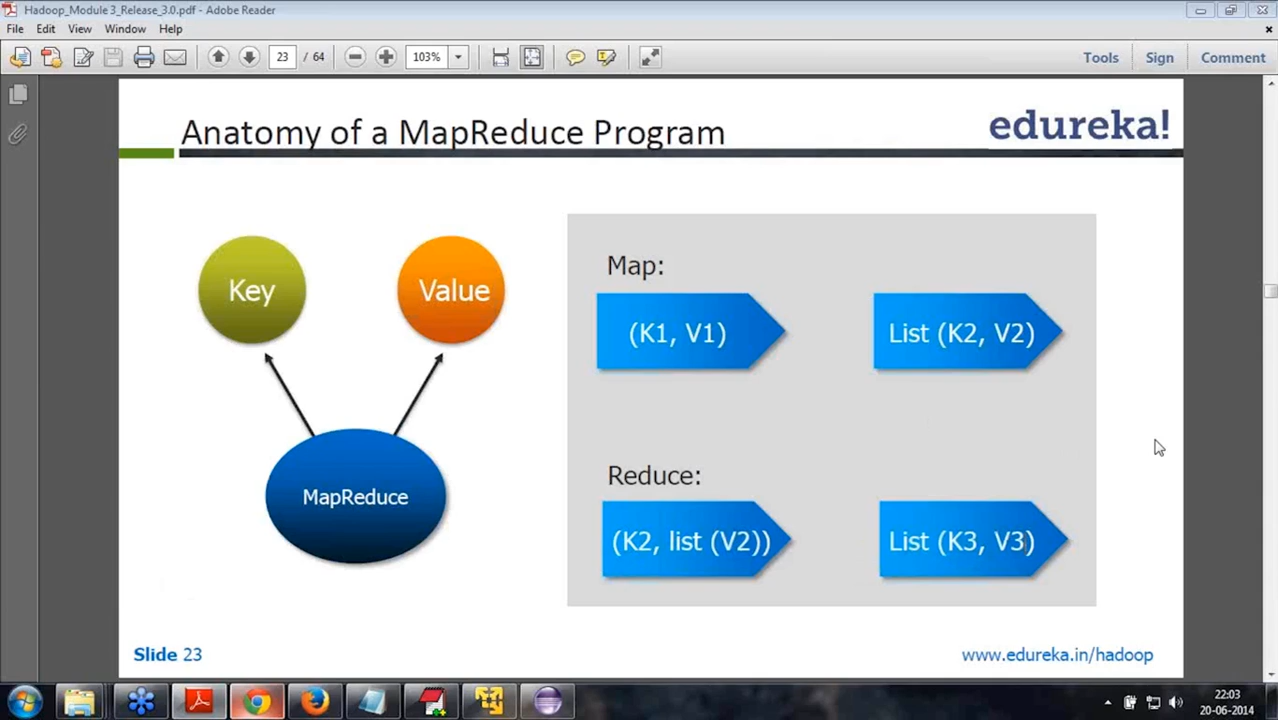 Hadoop_Module 3_Release_3.0.pdf - Adobe Reader
File Edit View Window Help
23 / 64 103% Tools Sign Comment
Anatomy of a MapReduce Program
edureka!
Key
Value
MapReduce
Map:
(K1, V1)
List (K2, V2)
Reduce:
(K2, list (V2))
List (K3, V3)
Slide 23
www.edureka.in/hadoop
22:03
20-06-2014